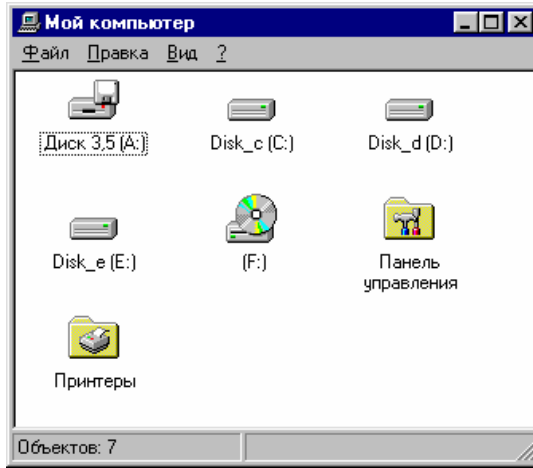 Мой компьютер
Файл Правка Вид ?
Диск 3,5 (A:) Disk_c (C:) Disk_d (D:)
Disk_e (E:) (F:) Панель
управления
Принтеры
Объектов: 7